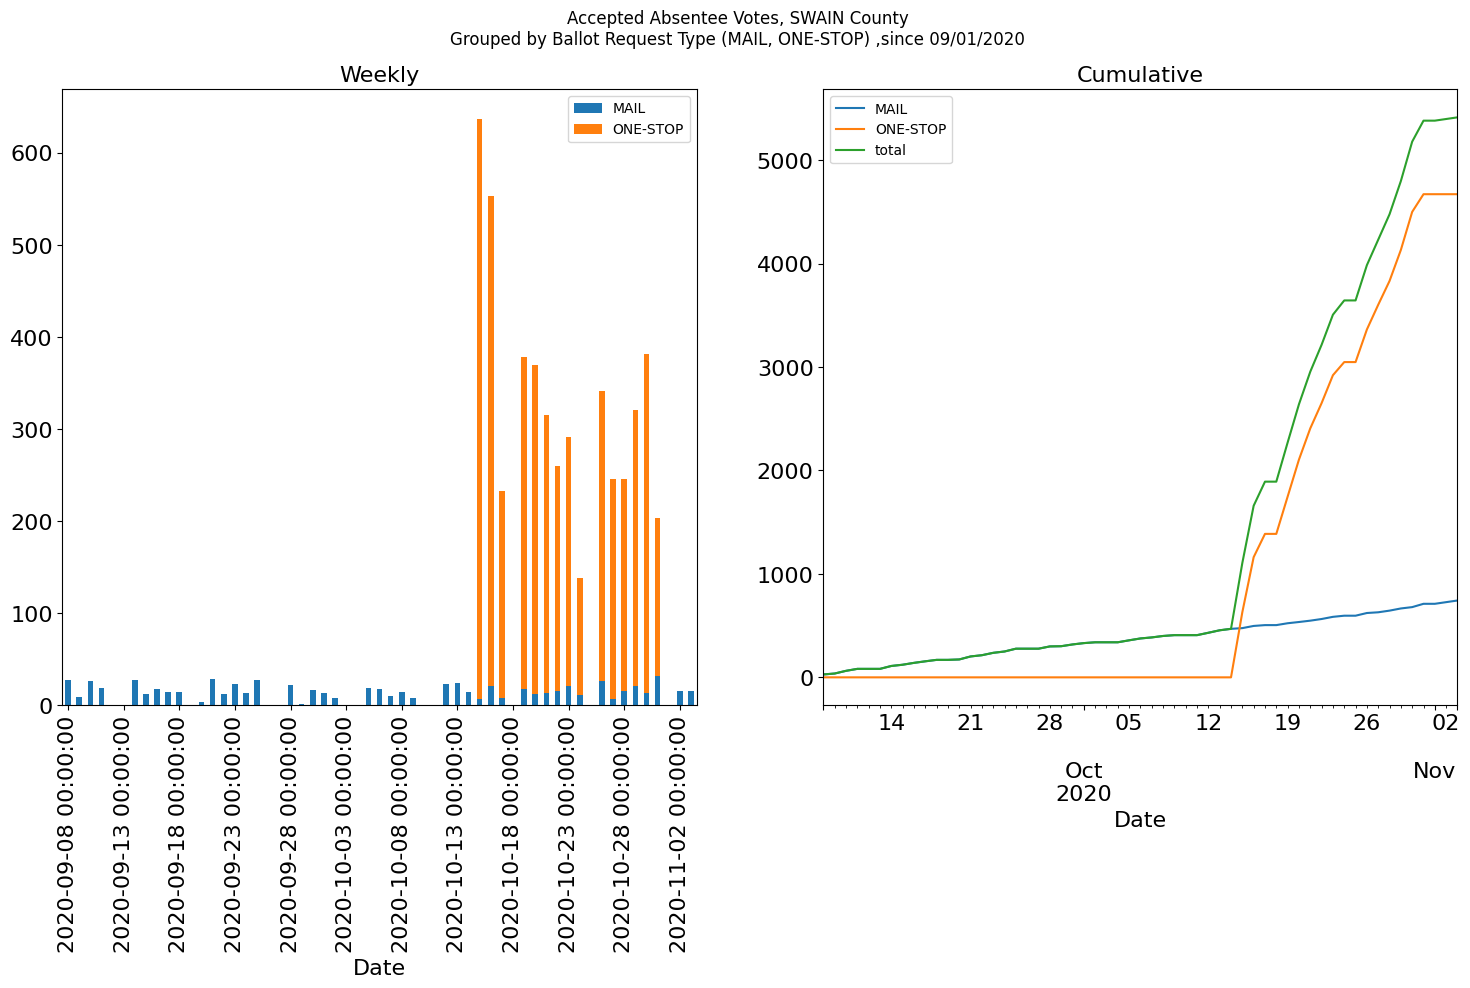 Accepted Absentee Votes, SWAIN County
Grouped by Ballot Request Type (MAIL, ONE-STOP) ,since 09/01/2020
Weekly
MAIL
ONE-STOP
600
500
400
300
200
100
0
2020-09-08 00:00:00
2020-09-13 00:00:00
2020-09-18 00:00:00
2020-09-23 00:00:00
2020-09-28 00:00:00
2020-10-03 00:00:00
2020-10-08 00:00:00
2020-10-13 00:00:00
2020-10-18 00:00:00
2020-10-23 00:00:00
2020-10-28 00:00:00
2020-11-02 00:00:00
Date
Cumulative
MAIL
ONE-STOP
total
5000
4000
3000
2000
1000
0
14 21 28 05 12 19 26 02
Oct Nov
2020
Date